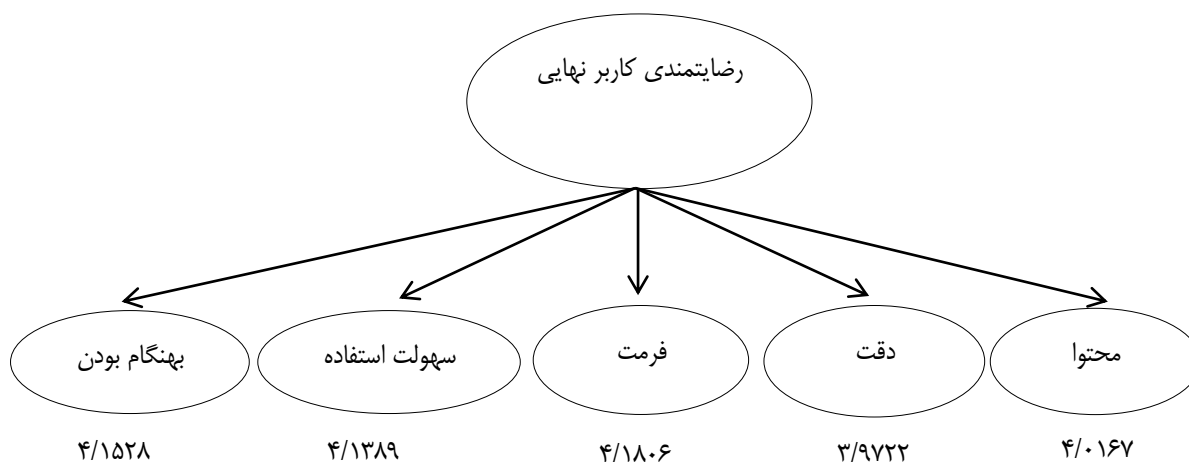 رضایتمندی کاربر نهایی
محتوا
دقت
فرمت
سهولت استفاده
بهنگام بودن
۴/۰۱۶۷
۳/۹۷۲۲
۴/۱۸۰۶
۴/۱۳۸۹
۴/۱۵۲۸